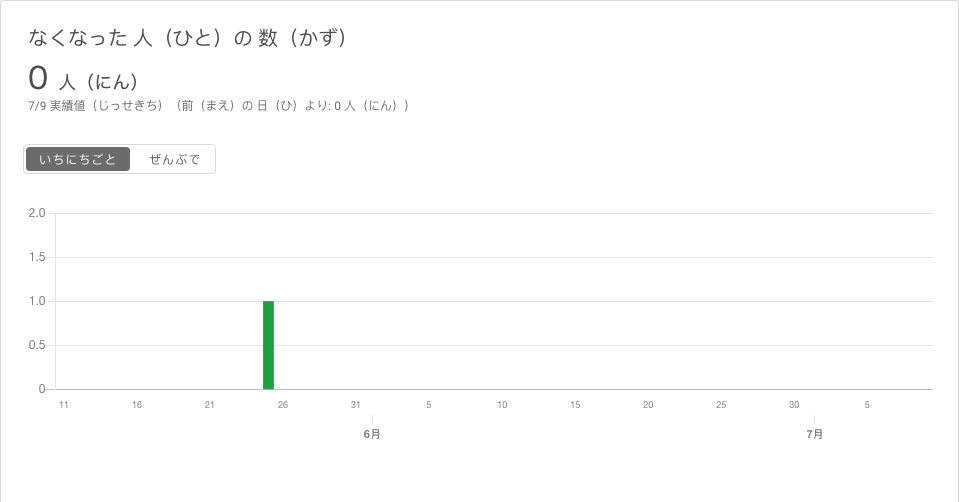 なくなった 人（ひと）の 数（かず）
0 人（にん）
7/9 実績値（じっせきち）（前（まえ）の 日（ひ）より: 0 人（にん））
いちにちごと ぜんぶで
2.0
1.5
1.0
0.5
0
11 16 21 26 31 5 10 15 20 25 30 5
6月 7月